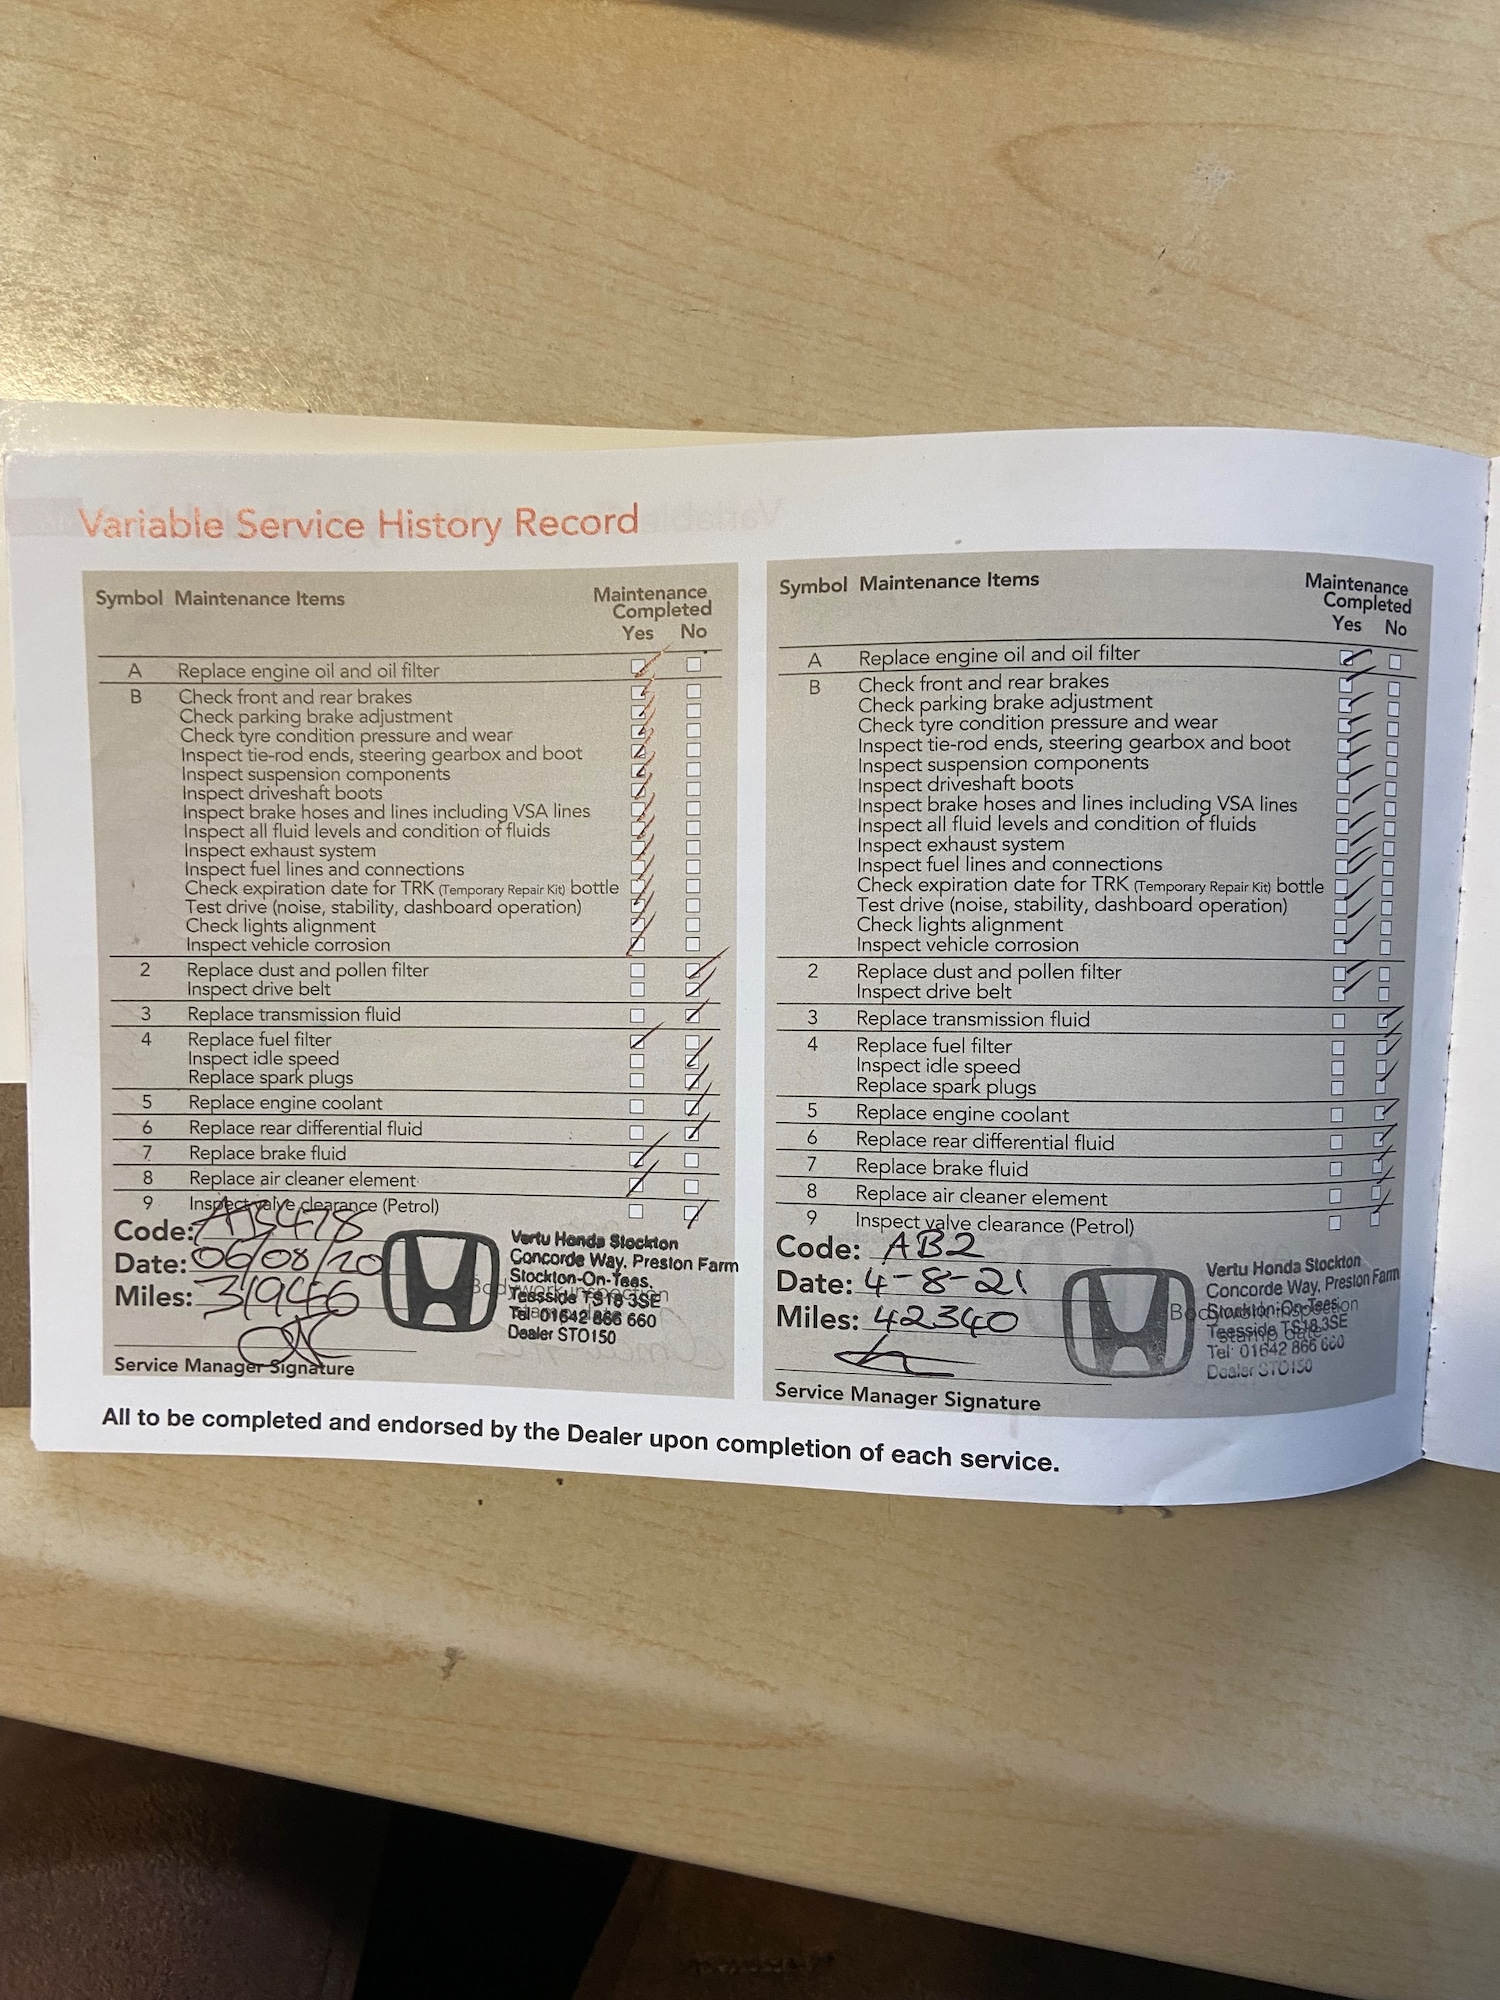 Variable Service History Record
Symbol Maintenance Items Maintenance Completed
Yes No
A Replace engine oil and oil filter
B Check front and rear brakes
Check parking brake adjustment
Check tyre condition pressure and wear
Inspect tie-rod ends, steering gearbox and boot
Inspect suspension components
Inspect driveshaft boots
Inspect brake hoses and lines including VSA lines
Inspect all fluid levels and condition of fluids
Inspect exhaust system
Inspect fuel lines and connections
Check expiration date for TRK (Temporary Repair Kit) bottle
Test drive (noise, stability, dashboard operation)
Check lights alignment
Inspect vehicle corrosion
2 Replace dust and pollen filter
Inspect drive belt
3 Replace transmission fluid
4 Replace fuel filter
Inspect idle speed
Replace spark plugs
5 Replace engine coolant
6 Replace rear differential fluid
7 Replace brake fluid
8 Replace air cleaner element
9 Inspect valve clearance (Petrol)
Code: AB478
Date: 06/08/20
Miles: 31946
Vertu Honda Stockton
Concorde Way, Preston Farm
Stockton-On-Tees,
Teesside TS18 3SE
Tel 01642 866 660
Dealer STO150
Bodywork inspection
Service Manager Signature
Symbol Maintenance Items Maintenance Completed
Yes No
A Replace engine oil and oil filter
B Check front and rear brakes
Check parking brake adjustment
Check tyre condition pressure and wear
Inspect tie-rod ends, steering gearbox and boot
Inspect suspension components
Inspect driveshaft boots
Inspect brake hoses and lines including VSA lines
Inspect all fluid levels and condition of fluids
Inspect exhaust system
Inspect fuel lines and connections
Check expiration date for TRK (Temporary Repair Kit) bottle
Test drive (noise, stability, dashboard operation)
Check lights alignment
Inspect vehicle corrosion
2 Replace dust and pollen filter
Inspect drive belt
3 Replace transmission fluid
4 Replace fuel filter
Inspect idle speed
Replace spark plugs
5 Replace engine coolant
6 Replace rear differential fluid
7 Replace brake fluid
8 Replace air cleaner element
9 Inspect valve clearance (Petrol)
Code: AB2
Date: 4-8-21
Miles: 42340
Vertu Honda Stockton
Concorde Way, Preston Farm
Stockton-On-Tees
Teesside TS18 3SE
Tel: 01642 866 660
Dealer STO150
Bodywork inspection
stamp date
Service Manager Signature
All to be completed and endorsed by the Dealer upon completion of each service.